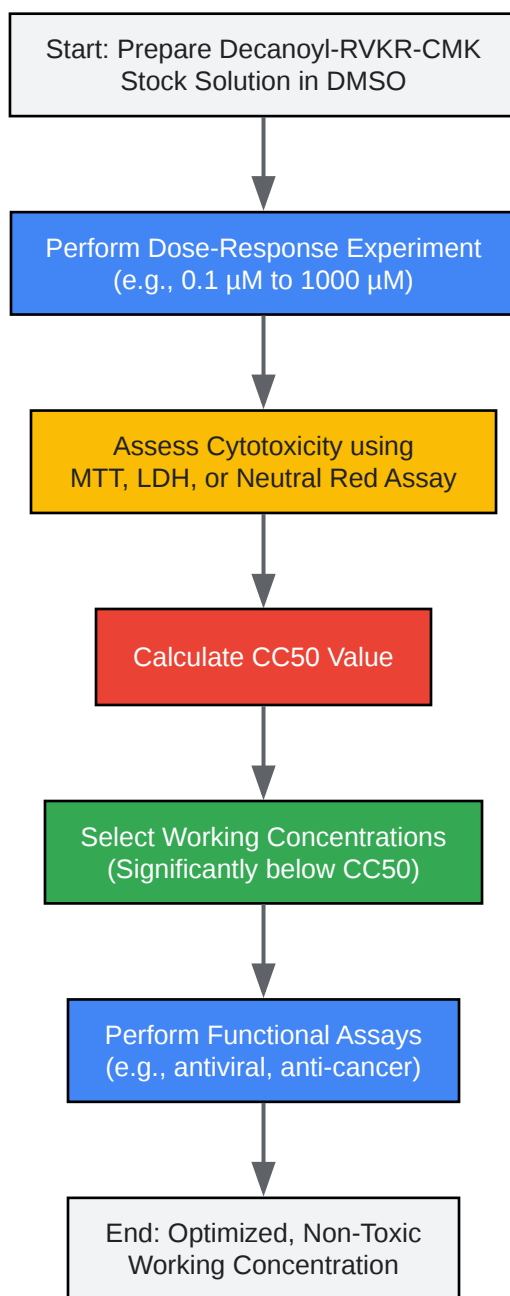 Start: Prepare Decanoyl-RVKR-CMK
Stock Solution in DMSO
Perform Dose-Response Experiment
(e.g., 0.1 µM to 1000 µM)
Assess Cytotoxicity using
MTT, LDH, or Neutral Red Assay
Calculate CC50 Value
Select Working Concentrations
(Significantly below CC50)
Perform Functional Assays
(e.g., antiviral, anti-cancer)
End: Optimized, Non-Toxic
Working Concentration